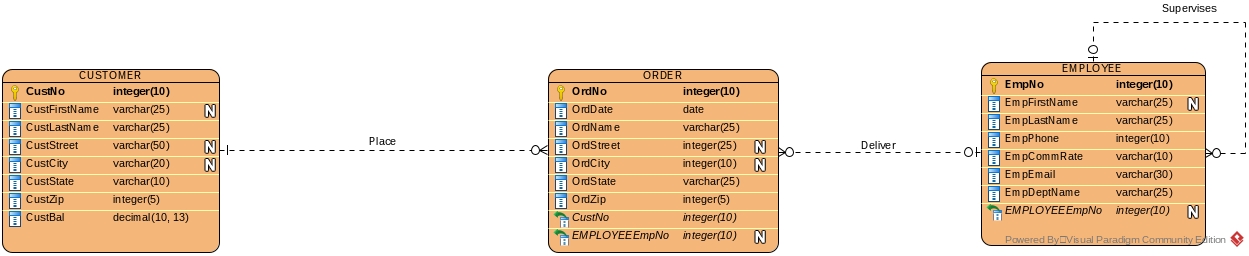 Supervises
CUSTOMER
CustNo integer(10)
CustFirstName varchar(25) N
CustLastName varchar(25)
CustStreet varchar(50) N
CustCity varchar(20) N
CustState varchar(10)
CustZip integer(5)
CustBal decimal(10, 13)
Place
ORDER
OrdNo integer(10)
OrdDate date
OrdName varchar(25)
OrdStreet integer(25) N
OrdCity integer(10) N
OrdState varchar(25)
OrdZip integer(5)
CustNo integer(10)
EMPLOYEEEmpNo integer(10) N
Deliver
EMPLOYEE
EmpNo integer(10)
EmpFirstName varchar(25) N
EmpLastName varchar(25)
EmpPhone integer(10)
EmpCommRate varchar(10)
EmpEmail varchar(30)
EmpDeptName varchar(25)
EMPLOYEEEmpNo integer(10) N
Powered By Visual Paradigm Community Edition